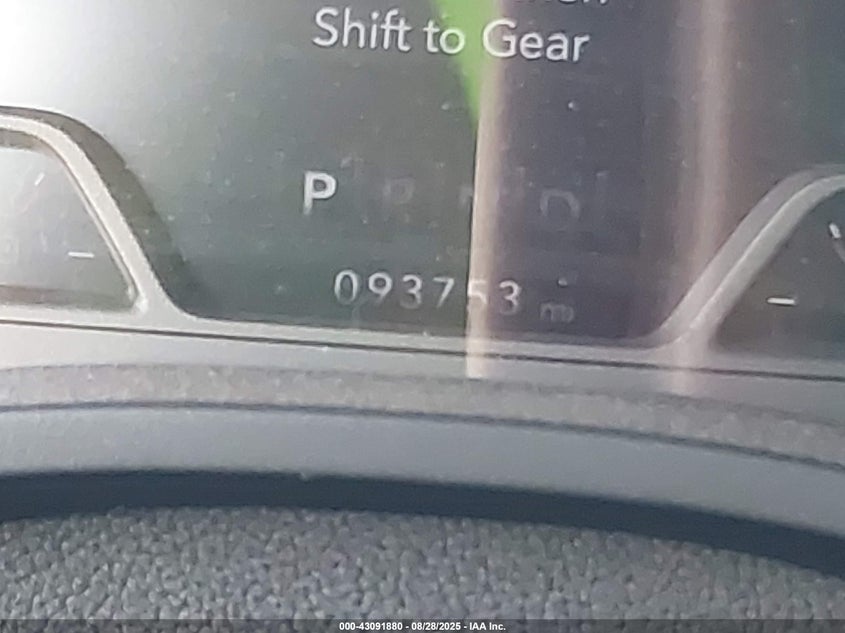 Shift to Gear
P R N D L
093753 mi
000-43091880 - 08/28/2025 - IAA Inc.